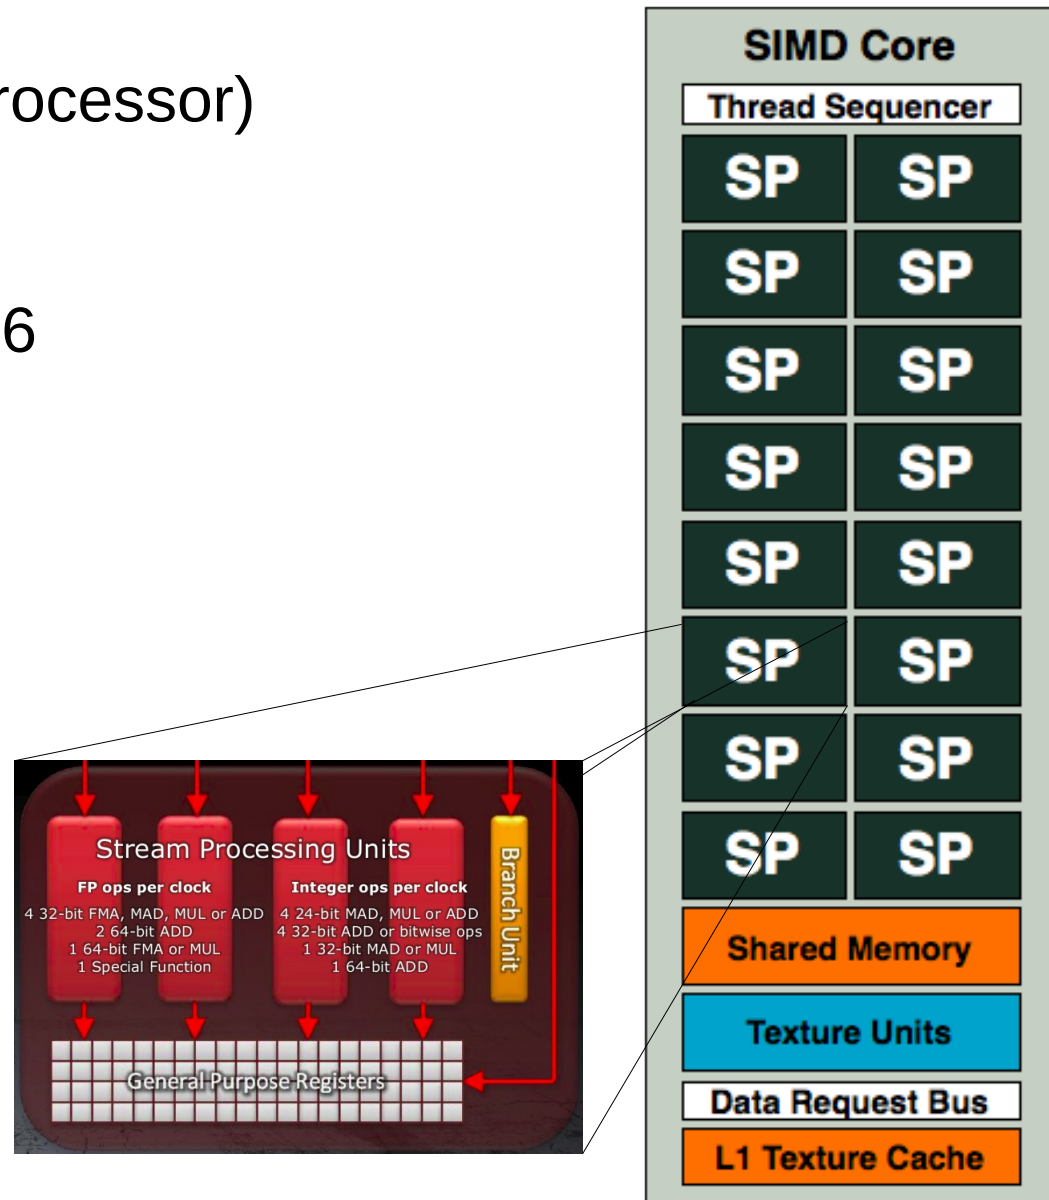 rocessor)
6
SIMD Core
Thread Sequencer
SP SP
SP SP
SP SP
SP SP
SP SP
SP SP
SP SP
SP SP
Shared Memory
Texture Units
Data Request Bus
L1 Texture Cache
Stream Processing Units
FP ops per clock
4 32-bit FMA, MAD, MUL or ADD
2 64-bit ADD
1 64-bit FMA or MUL
1 Special Function
Integer ops per clock
4 24-bit MAD, MUL or ADD
4 32-bit ADD or bitwise ops
1 32-bit MAD or MUL
1 64-bit ADD
Branch Unit
General Purpose Registers